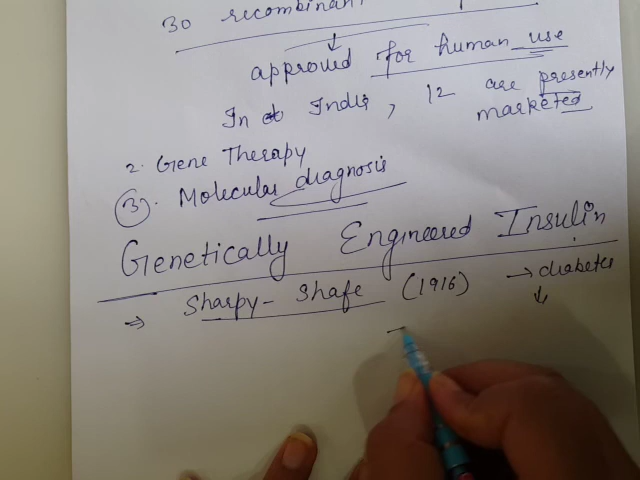 30 recombinant
↓
approved for human use
In Indis, 12 are presently
marketed
2. Gene Therapy
(3). Molecular diagnosis
Genetically Engineered Insulin
⇒ Sharpy-Shafe (1916) → diabetes
↓